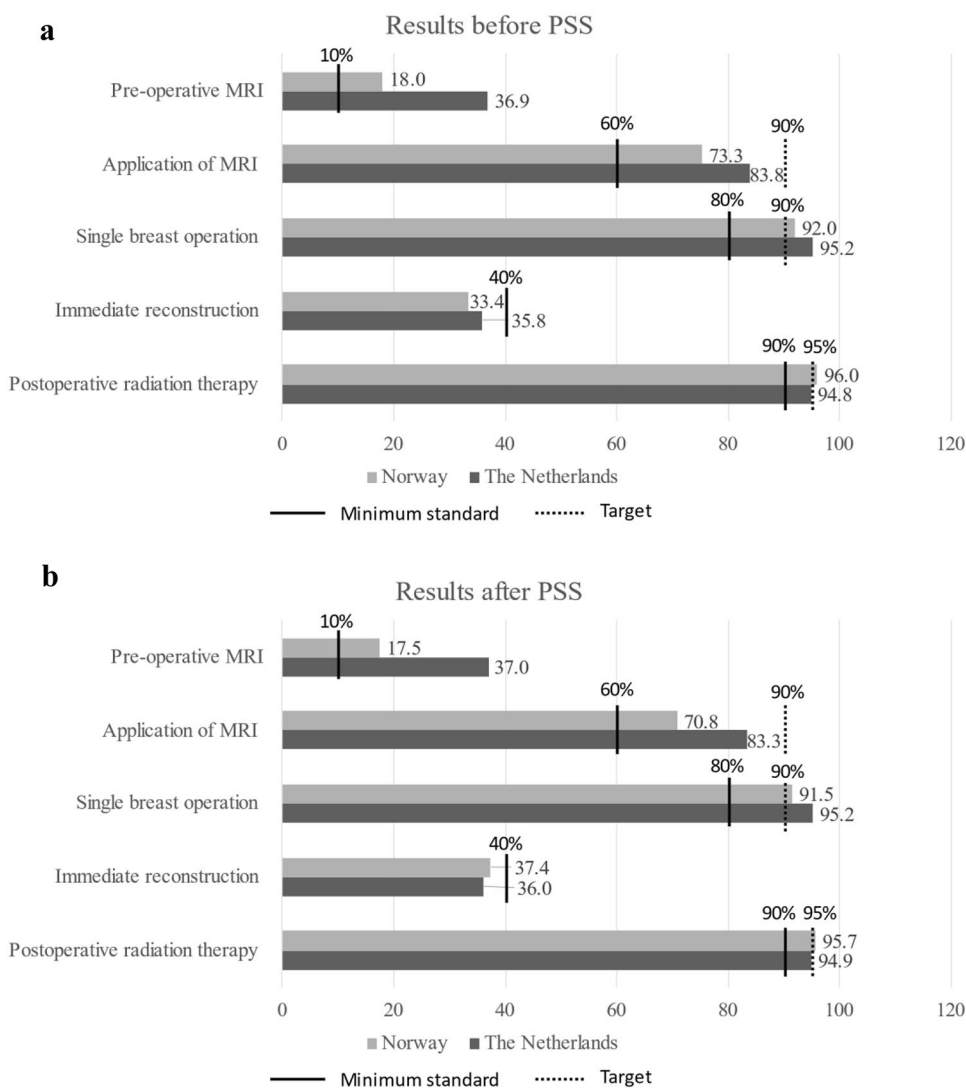 a
Results before PSS
10%
Pre-operative MRI
18.0
36.9
60%
90%
Application of MRI
73.3
83.8
80%
90%
Single breast operation
92.0
95.2
40%
Immediate reconstruction
33.4
35.8
90% 95%
Postoperative radiation therapy
96.0
94.8
0 20 40 60 80 100 120
Norway The Netherlands
Minimum standard Target
b
Results after PSS
10%
Pre-operative MRI
17.5
37.0
60%
90%
Application of MRI
70.8
83.3
80%
90%
Single breast operation
91.5
95.2
40%
Immediate reconstruction
37.4
36.0
90% 95%
Postoperative radiation therapy
95.7
94.9
0 20 40 60 80 100 120
Norway The Netherlands
Minimum standard Target